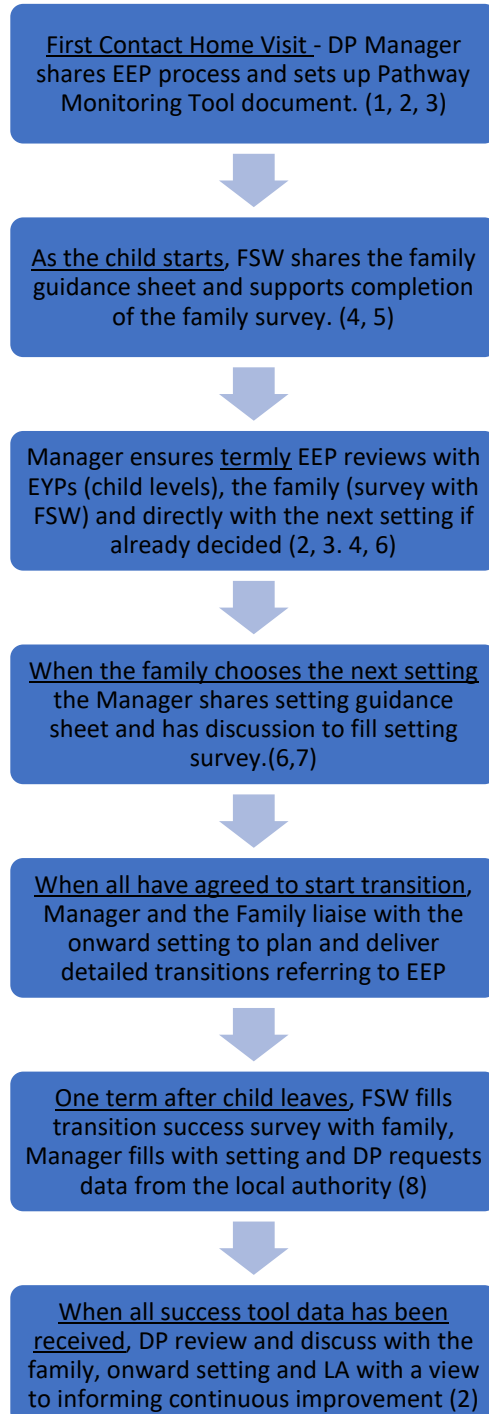 First Contact Home Visit - DP Manager
shares EEP process and sets up Pathway
Monitoring Tool document. (1, 2, 3)
As the child starts, FSW shares the family
guidance sheet and supports completion
of the family survey. (4, 5)
Manager ensures termly EEP reviews with
EYPs (child levels), the family (survey with
FSW) and directly with the next setting if
already decided (2, 3. 4, 6)
When the family chooses the next setting
the Manager shares setting guidance
sheet and has discussion to fill setting
survey.(6,7)
When all have agreed to start transition,
Manager and the Family liaise with the
onward setting to plan and deliver
detailed transitions referring to EEP
One term after child leaves, FSW fills
transition success survey with family,
Manager fills with setting and DP requests
data from the local authority (8)
When all success tool data has been
received, DP review and discuss with the
family, onward setting and LA with a view
to informing continuous improvement (2)